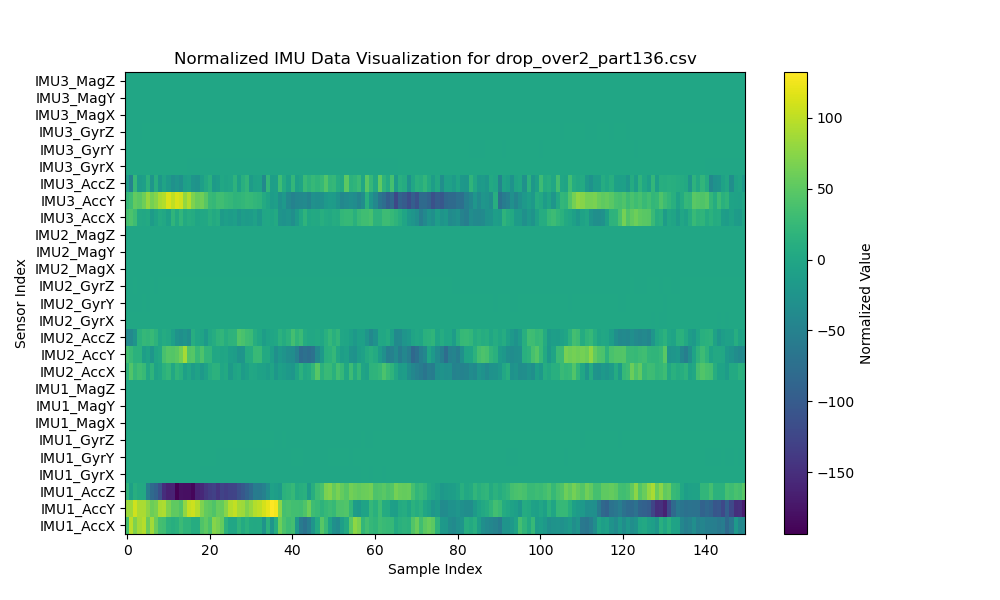 Normalized IMU Data Visualization for drop_over2_part136.csv
IMU3_MagZ
IMU3_MagY
IMU3_MagX
IMU3_GyrZ
IMU3_GyrY
IMU3_GyrX
IMU3_AccZ
IMU3_AccY
IMU3_AccX
IMU2_MagZ
IMU2_MagY
IMU2_MagX
IMU2_GyrZ
IMU2_GyrY
IMU2_GyrX
IMU2_AccZ
IMU2_AccY
IMU2_AccX
IMU1_MagZ
IMU1_MagY
IMU1_MagX
IMU1_GyrZ
IMU1_GyrY
IMU1_GyrX
IMU1_AccZ
IMU1_AccY
IMU1_AccX
Sensor Index
0 20 40 60 80 100 120 140
Sample Index
100
50
0
−50
−100
−150
Normalized Value